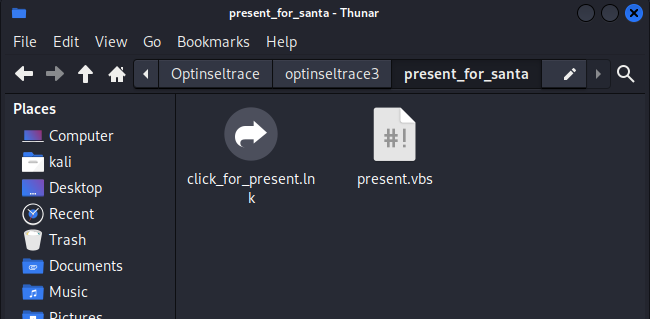 present_for_santa - Thunar
File Edit View Go Bookmarks Help
Optinseltrace optinseltrace3 present_for_santa
Places
Computer
kali
Desktop
Recent
Trash
Documents
Music
Pictures
click_for_present.ln
k
#!
present.vbs